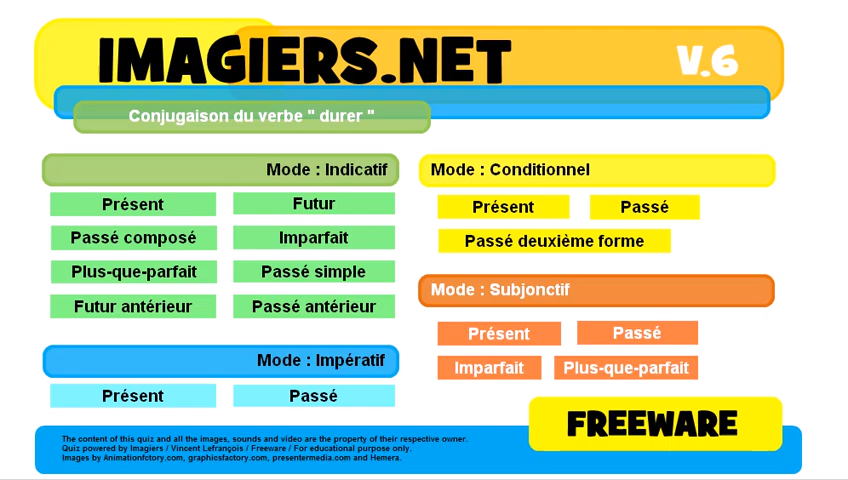 IMAGIERS.NET
V.6
Conjugaison du verbe " durer "
Mode : Indicatif
Présent
Futur
Passé composé
Imparfait
Plus-que-parfait
Passé simple
Futur antérieur
Passé antérieur
Mode : Impératif
Présent
Passé
Mode : Conditionnel
Présent
Passé
Passé deuxième forme
Mode : Subjonctif
Présent
Passé
Imparfait
Plus-que-parfait
FREEWARE
The content of this quiz and all the images, sounds and video are the property of their respective owner.
Quiz powered by Imagiers / Vincent Lefrançois / Freeware / For educational purpose only.
Images by Animationfctory.com, graphicsfactory.com, presentermedia.com and Hemera.